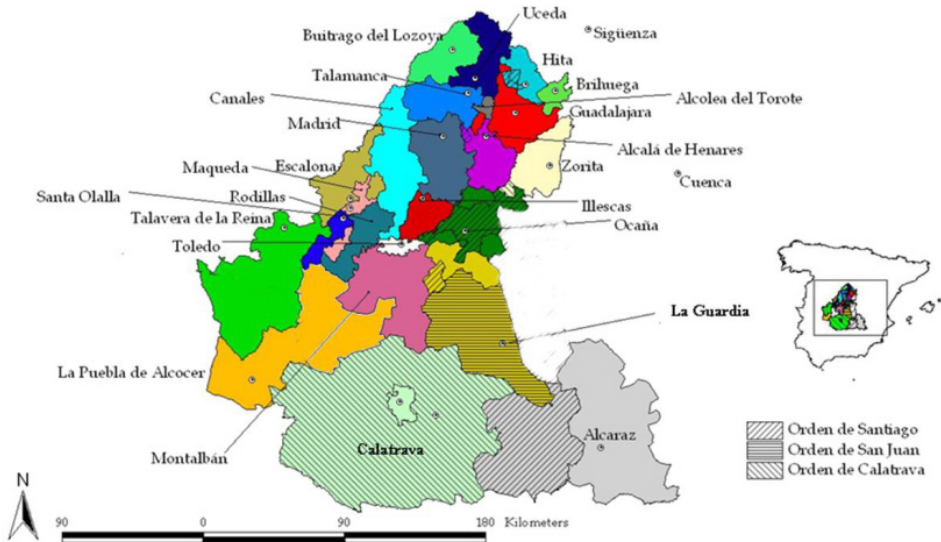 Uceda
Buitrago del Lozoya
Sigüenza
Hita
Talamanca
Brihuega
Canales
Alcolea del Torote
Guadalajara
Madrid
Alcalá de Henares
Maqueda
Escalona
Zorita
Cuenca
Santa Olalla
Rodillas
Illescas
Talavera de la Reina
Ocaña
Toledo
La Guardia
La Puebla de Alcocer
Orden de Santiago
Alcaraz
Calatrava
Orden de San Juan
Montalbán
Orden de Calatrava
N
90 0 90 180 Kilometers